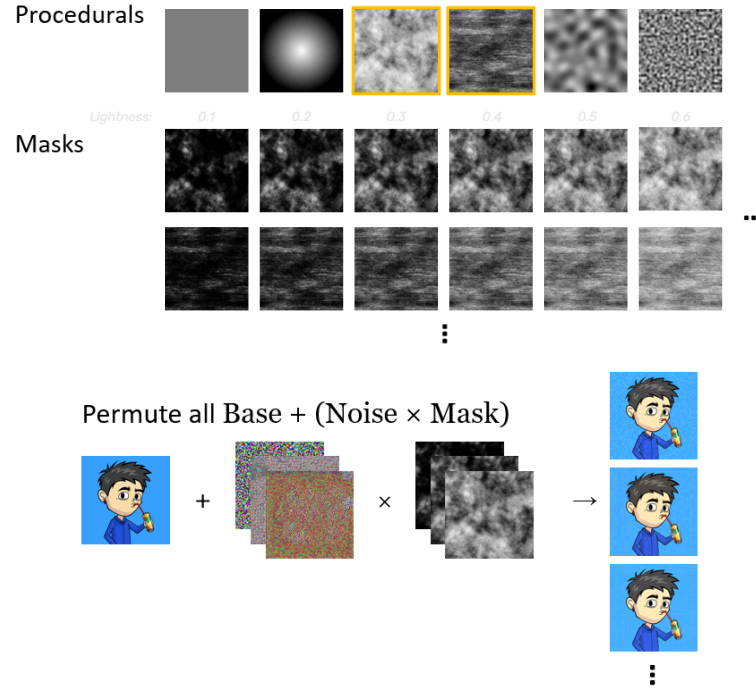 Procedurals
Lightness: 0.1 0.2 0.3 0.4 0.5 0.6
Masks
Permute all Base + (Noise × Mask)
+ × →